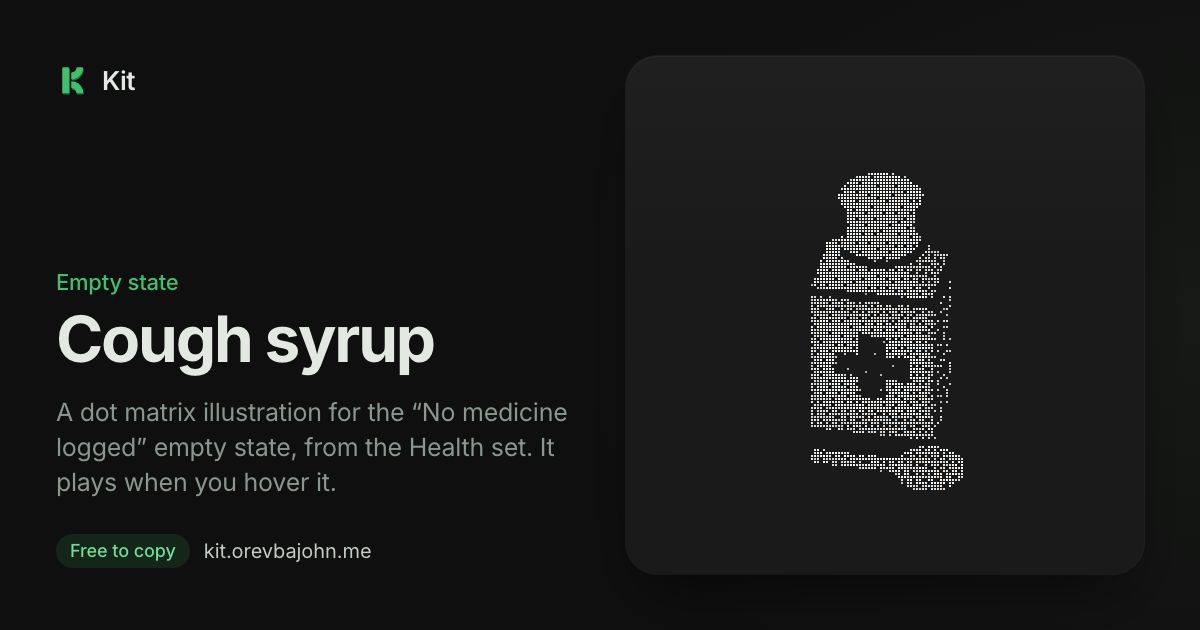 Kit
Empty state
Cough syrup
A dot matrix illustration for the “No medicine
logged” empty state, from the Health set. It
plays when you hover it.
Free to copy
kit.orevbajohn.me